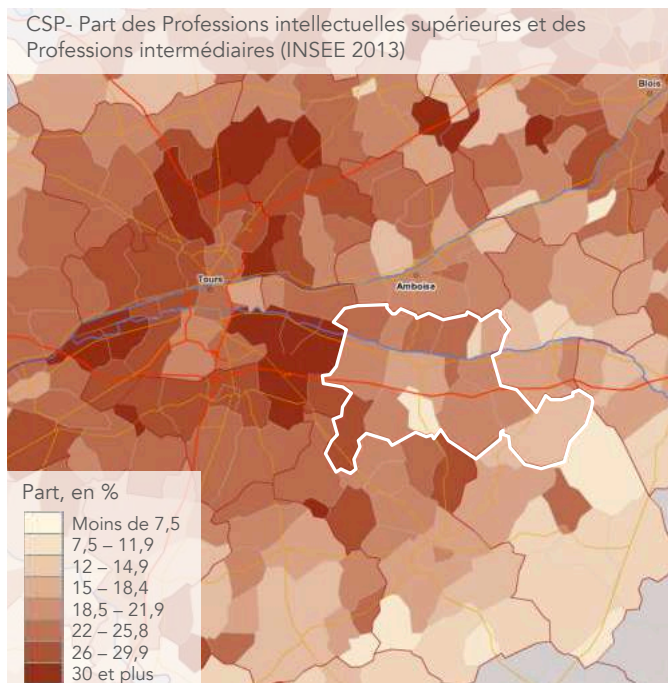 CSP- Part des Professions intellectuelles supérieures et des
Professions intermédiaires (INSEE 2013)
Blois
Tours
Amboise
Part, en %
Moins de 7,5
7,5 – 11,9
12 – 14,9
15 – 18,4
18,5 – 21,9
22 – 25,8
26 – 29,9
30 et plus